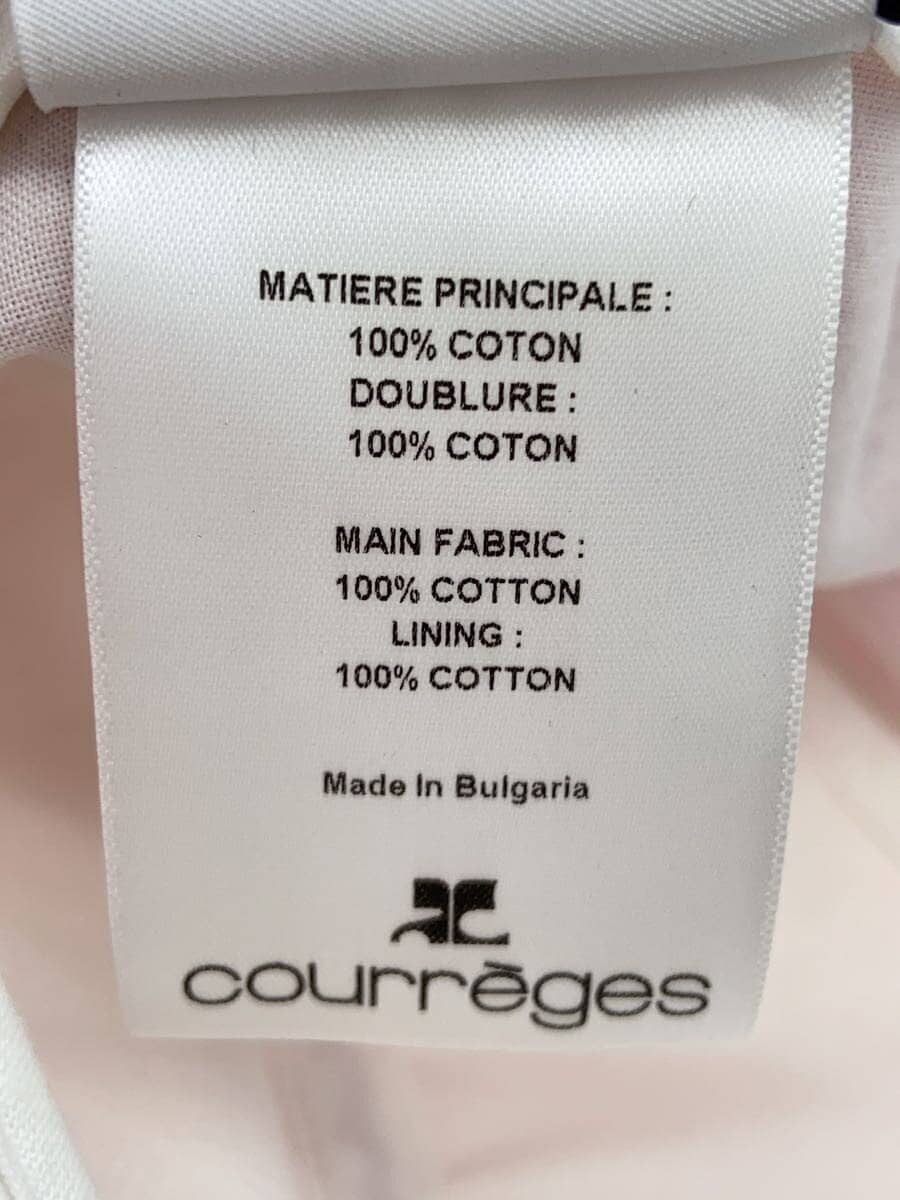 MATIERE PRINCIPALE :
100% COTON
DOUBLURE :
100% COTON
MAIN FABRIC :
100% COTTON
LINING :
100% COTTON
Made In Bulgaria
courrèges